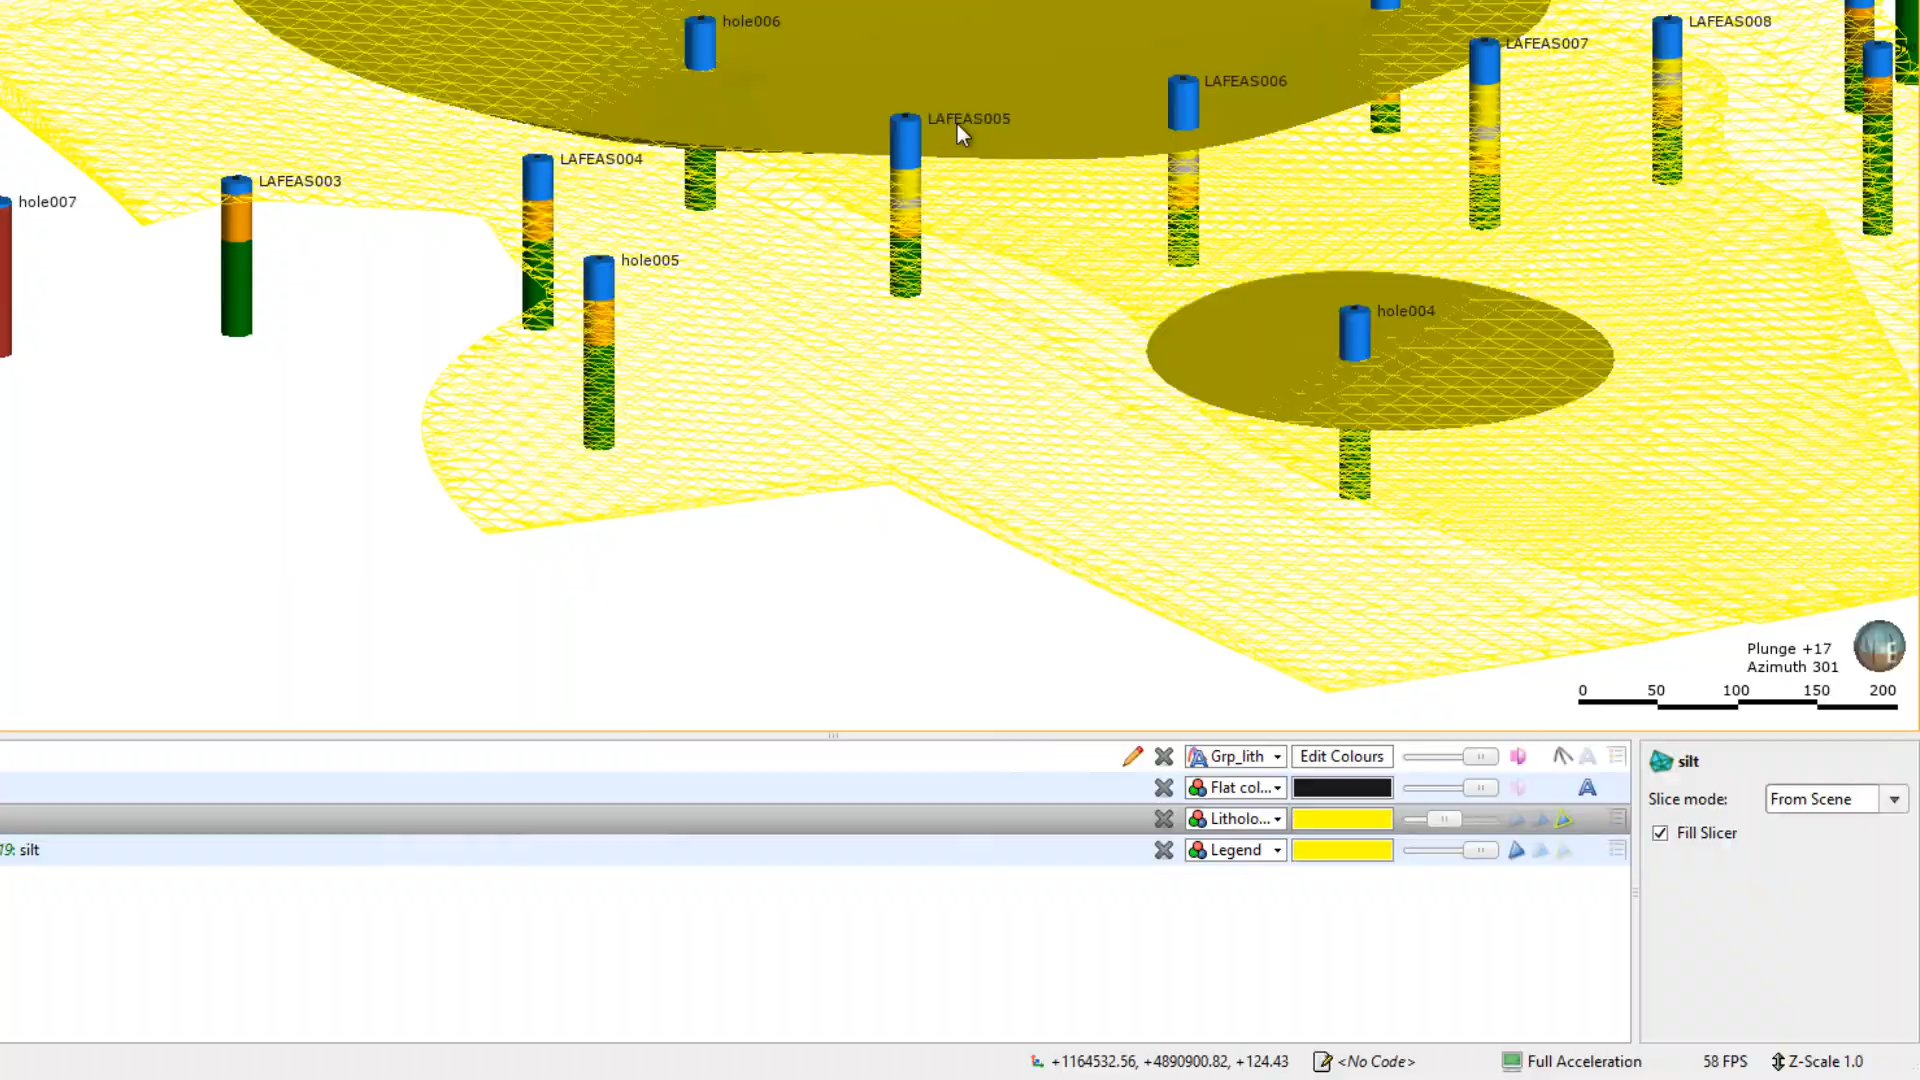 hole006
LAFEAS008
LAFEAS007
LAFEAS006
LAFEAS005
LAFEAS004
LAFEAS003
hole007
hole005
hole004
Plunge +17
Azimuth 301
0 50 100 150 200
Grp_lith Edit Colours
Flat col...
Litholo...
19: silt Legend
silt
Slice mode: From Scene
Fill Slicer
+1164532.56, +4890900.82, +124.43 <No Code> Full Acceleration 58 FPS Z-Scale 1.0